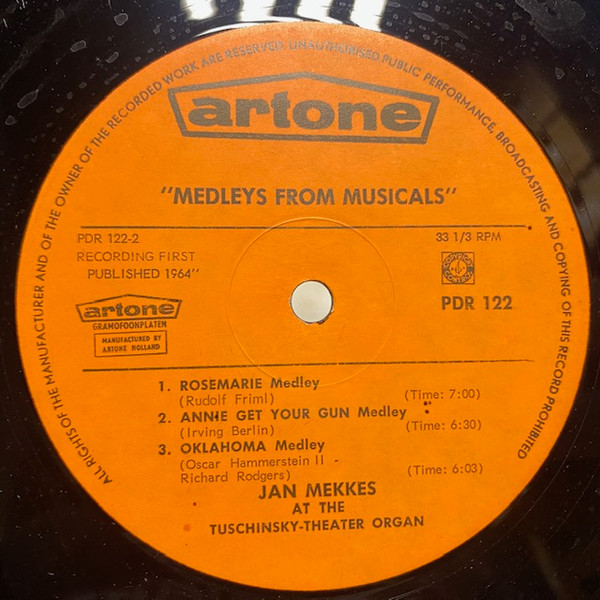 ALL RIGHTS OF THE MANUFACTURER AND OF THE OWNER OF THE RECORDED WORK ARE RESERVED. UNAUTHORISED PUBLIC PERFORMANCE, BROADCASTING AND COPYING OF THIS RECORD PROHIBITED
artone
"MEDLEYS FROM MUSICALS"
PDR 122-2
33 1/3 RPM
RECORDING FIRST
PUBLISHED 1964"
PDR 122
artone
GRAMOFOONPLATEN
MANUFACTURED BY
ARTONE HOLLAND
1. ROSEMARIE Medley
(Rudolf Friml) (Time: 7:00)
2. ANNIE GET YOUR GUN Medley
(Irving Berlin) (Time: 6:30)
3. OKLAHOMA Medley
(Oscar Hammerstein II -
Richard Rodgers) (Time: 6:03)
JAN MEKKES
AT THE
TUSCHINSKY-THEATER ORGAN